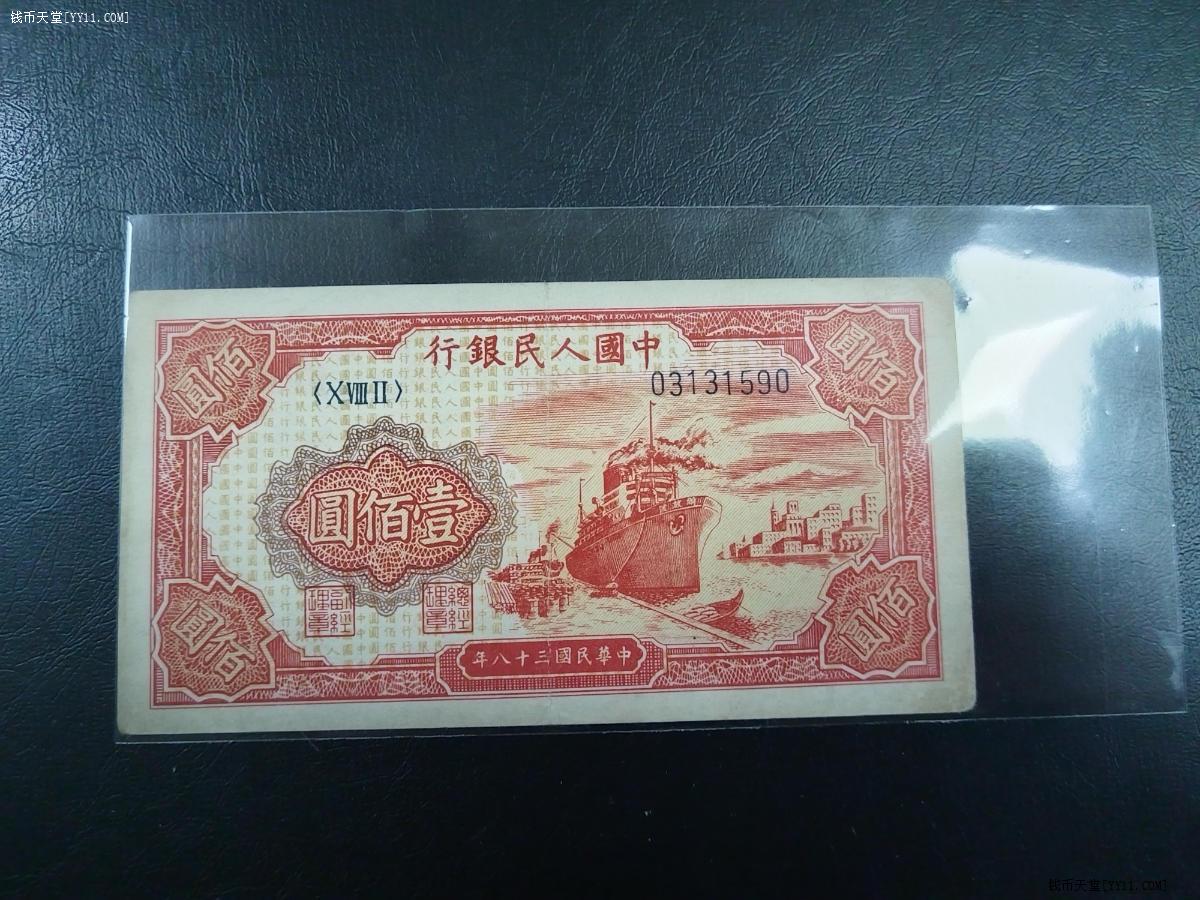 钱币天堂[YY11.COM]
行銀民人國中
〈XVIIIII〉
03131590
圓佰
圓佰
圓佰壹
圓佰
圓佰
理副
章經
理總
章經
年八十三國民華中
钱币天堂[YY11.COM]